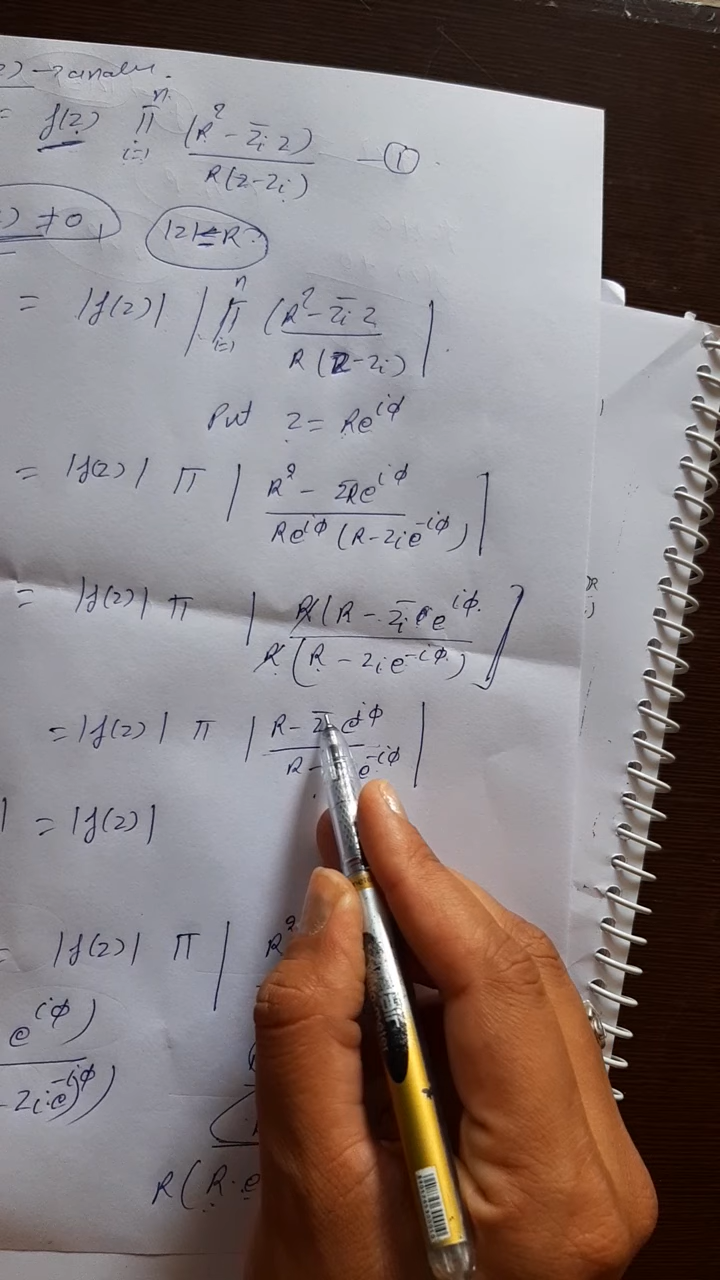 = f(z) n π i=1 (R² - z̄i z) / R(z - zi) — ①
) ≠ 0, |z| ≤ R.
= |f(z)| | n π i=1 (R² - z̄i z / R(z - zi) |.
Put z = Re^{iφ}
= |f(z)| π | R² - z̄Re^{iφ} / Re^{iφ} (R - zi e^{-iφ}) |
= |f(z)| π | R(R - z̄i e^{iφ}. / R(R - zi e^{-iφ}) |
= |f(z)| π | R - z̄ e^{iφ} / R - e^{-iφ} |
| = |f(z)|
= |f(z)| π | R²
e^{iφ})
- zi e^{-iφ})
R(R.e